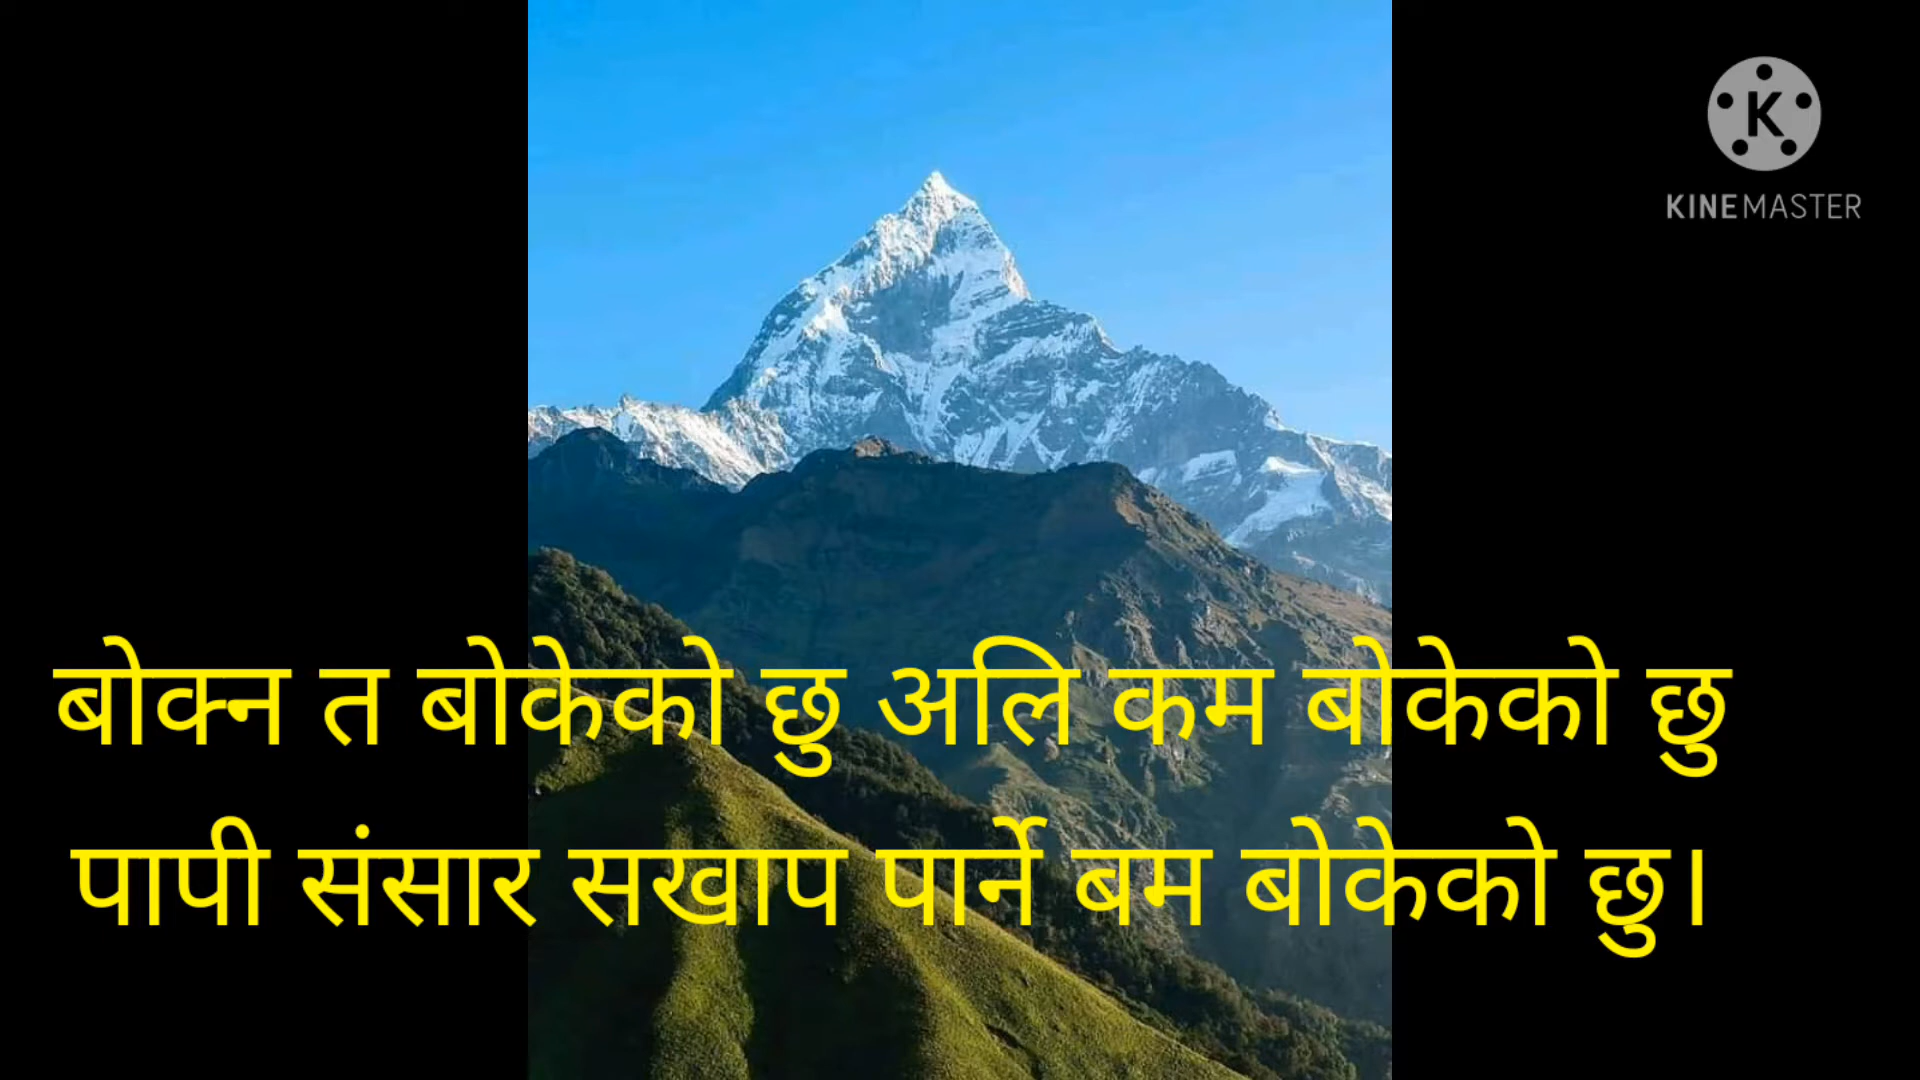 KINEMASTER
बोक्न त बोकेको छु अलि कम बोकेको छु
पापी संसार सखाप पार्ने बम बोकेको छु।